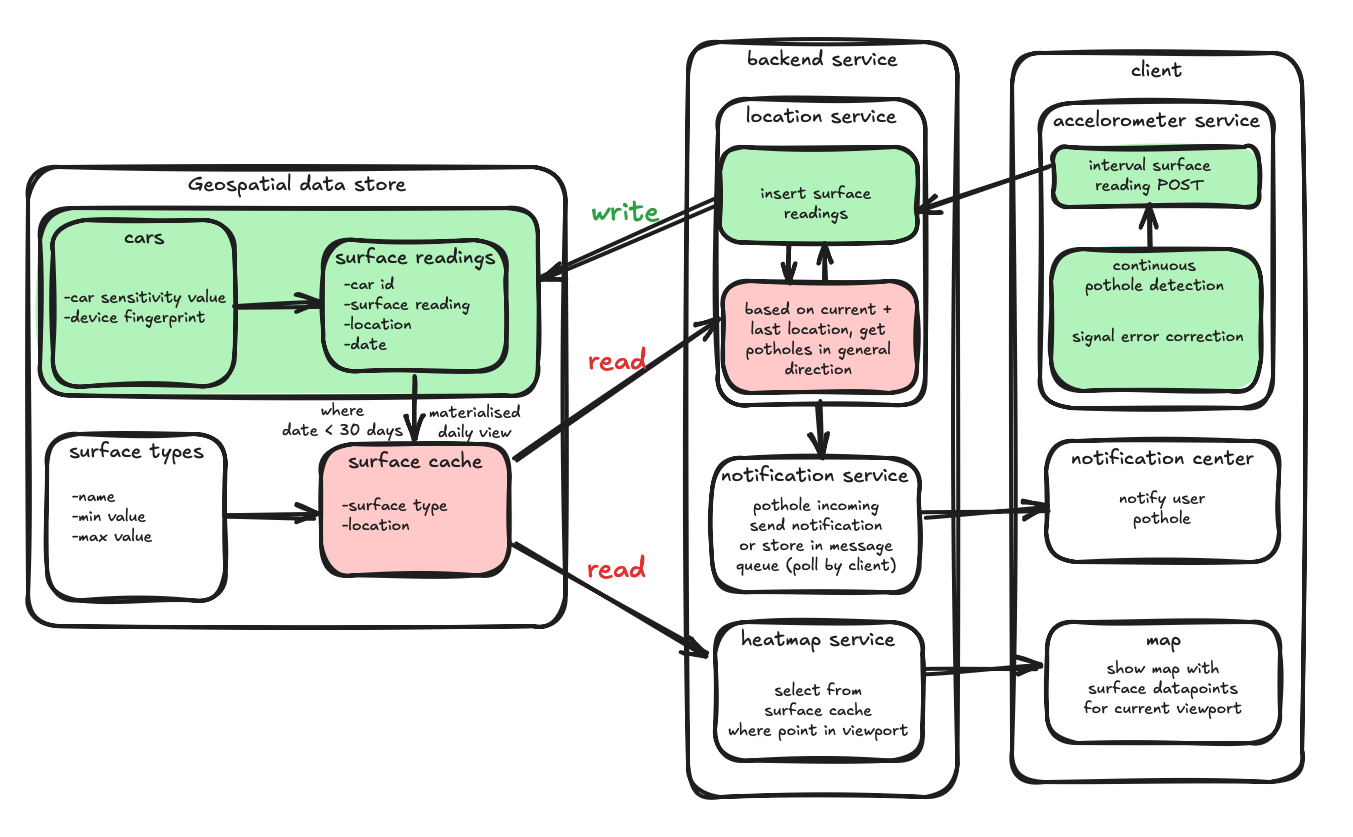 Geospatial data store
cars
-car sensitivity value
-device fingerprint
surface readings
-car id
-surface reading
-location
-date
where
date < 30 days
materialised
daily view
surface types
-name
-min value
-max value
surface cache
-surface type
-location
write
read
read
backend service
location service
insert surface
readings
based on current +
last location, get
potholes in general
direction
notification service
pothole incoming
send notification
or store in message
queue (poll by client)
heatmap service
select from
surface cache
where point in viewport
client
accelorometer service
interval surface
reading POST
continuous
pothole detection
signal error correction
notification center
notify user
pothole
map
show map with
surface datapoints
for current viewport